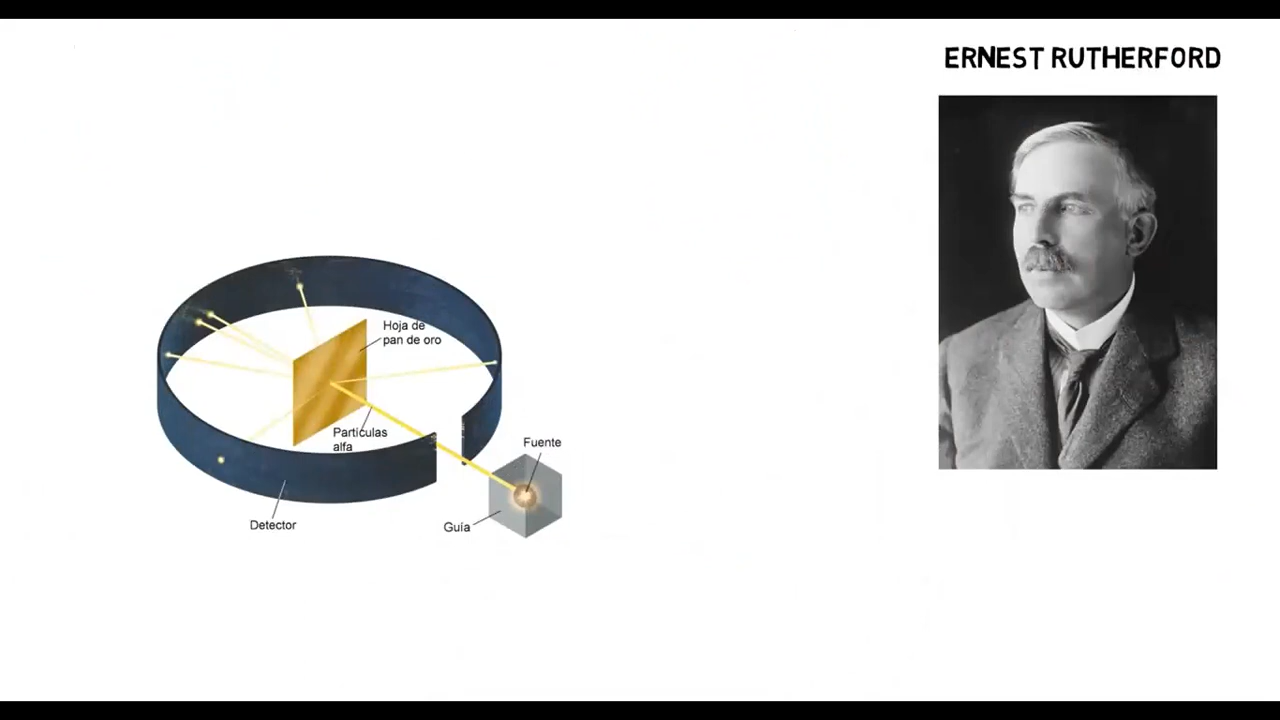 ERNEST RUTHERFORD
Hoja de
pan de oro
Partículas
alfa
Fuente
Guía
Detector